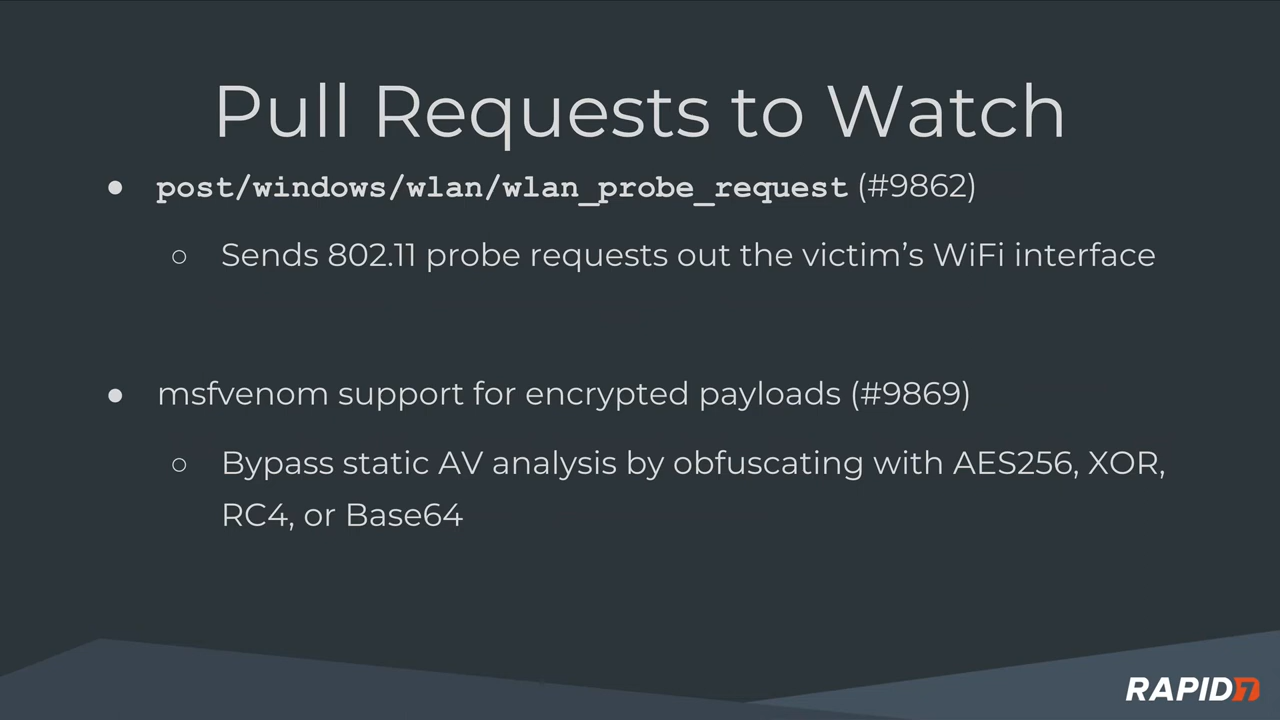 Pull Requests to Watch
● post/windows/wlan/wlan_probe_request (#9862)
○ Sends 802.11 probe requests out the victim’s WiFi interface
● msfvenom support for encrypted payloads (#9869)
○ Bypass static AV analysis by obfuscating with AES256, XOR,
RC4, or Base64
RAPID7